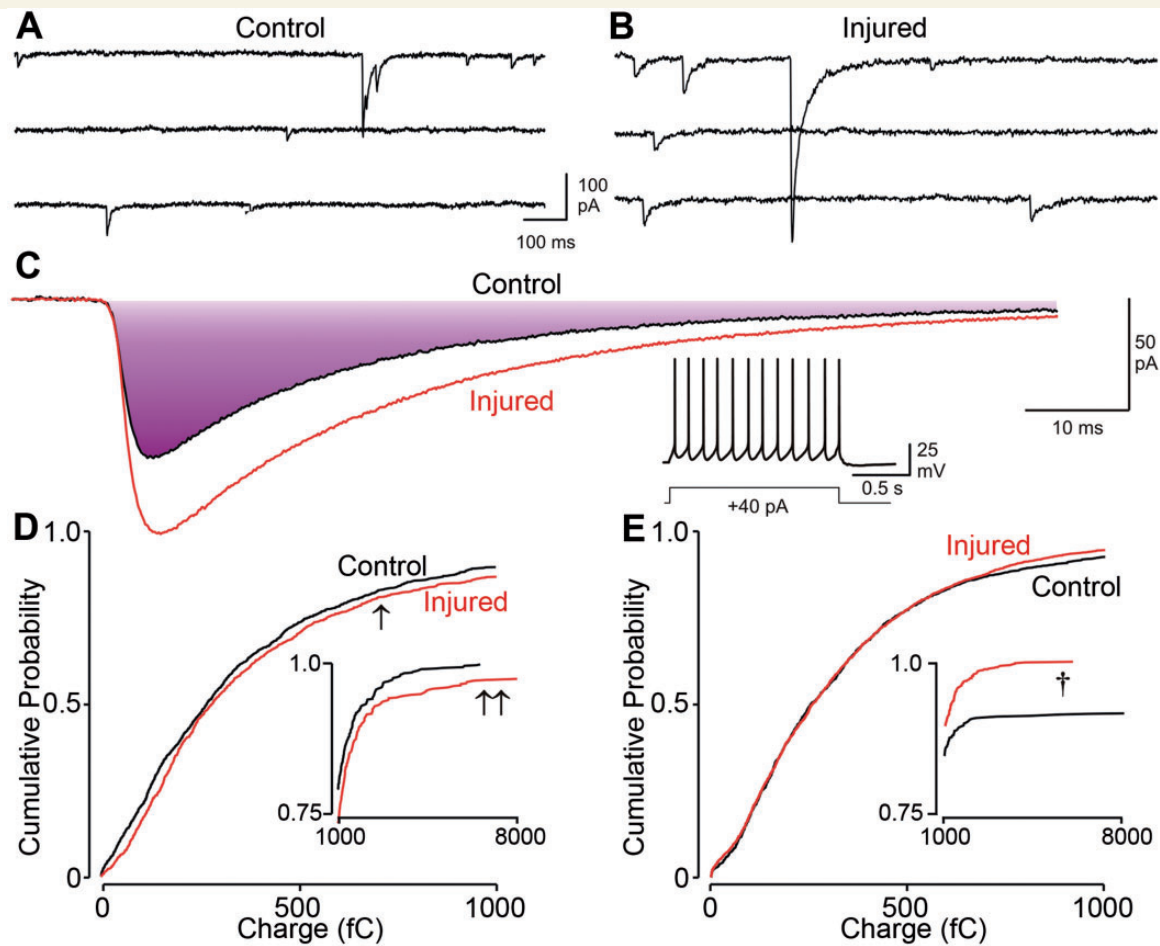 A
Control
B
Injured
100
pA
100 ms
C
Control
Injured
50
pA
10 ms
25
mV
0.5 s
+40 pA
D
1.0
0.5
0
Cumulative Probability
Control
Injured
↑
1.0
0.75
1000
8000
↑↑
0
500
1000
Charge (fC)
E
1.0
0.5
0
Cumulative Probability
Injured
Control
1.0
0.75
1000
8000
†
0
500
1000
Charge (fC)